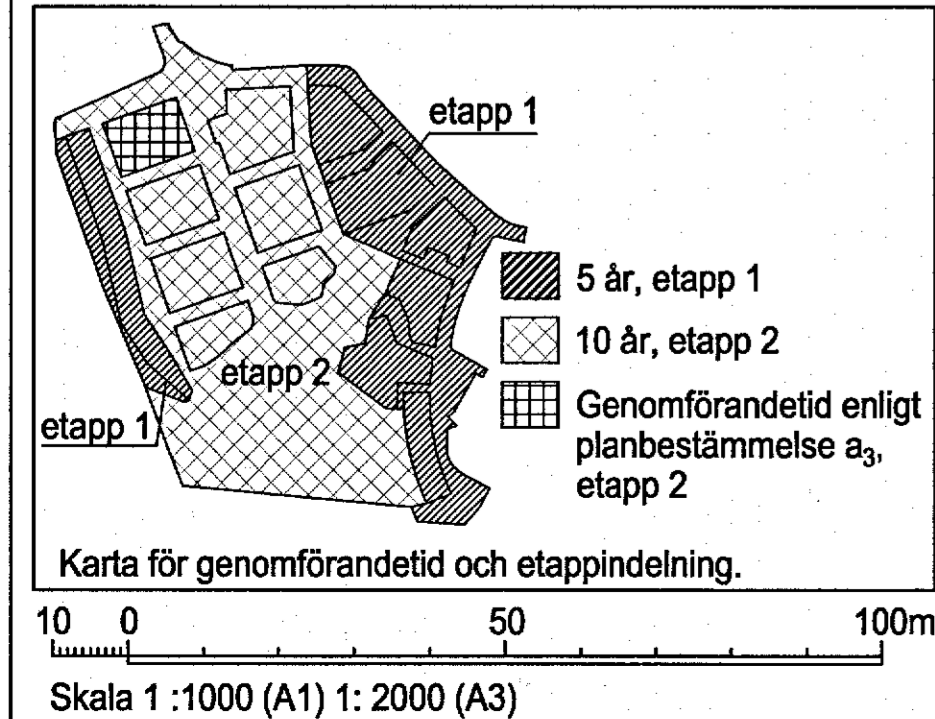 etapp 1
etapp 2
etapp 1
5 år, etapp 1
10 år, etapp 2
Genomförandetid enligt
planbestämmelse a₃,
etapp 2
Karta för genomförandetid och etappindelning.
10 0 50 100m
Skala 1 :1000 (A1) 1: 2000 (A3)